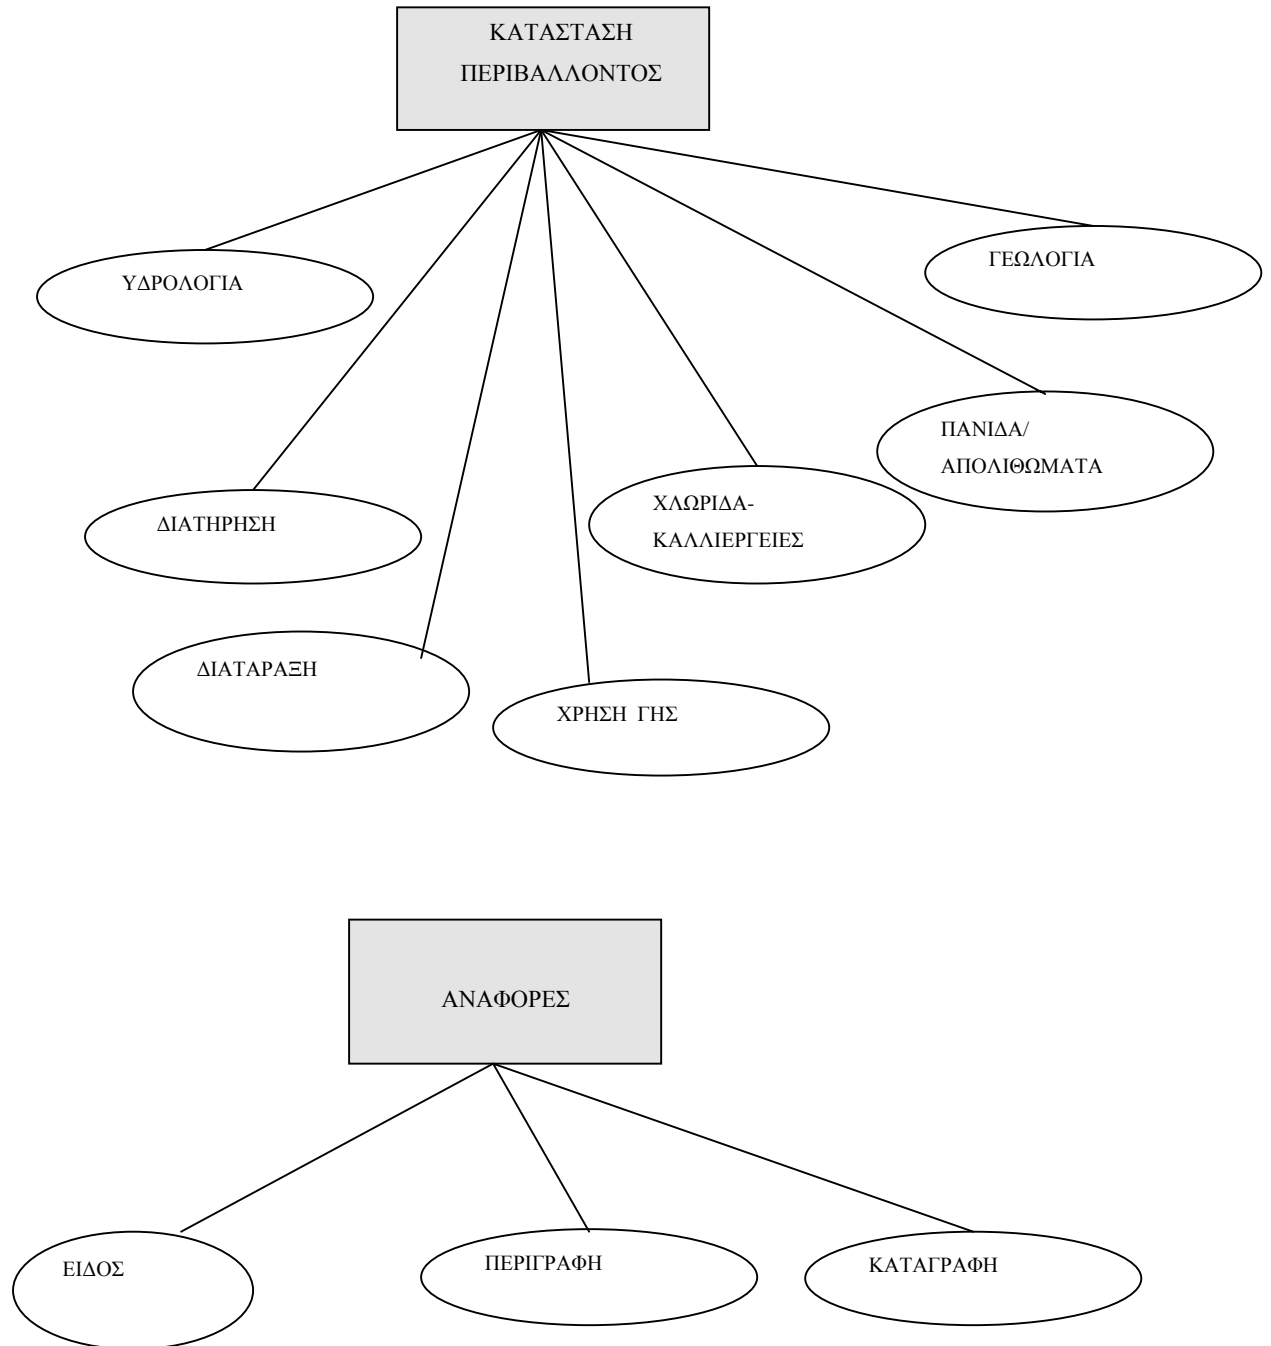 ΚΑΤΑΣΤΑΣΗ
ΠΕΡΙΒΑΛΛΟΝΤΟΣ
ΥΔΡΟΛΟΓΙΑ
ΓΕΩΛΟΓΙΑ
ΠΑΝΙΔΑ/
ΑΠΟΛΙΘΩΜΑΤΑ
ΧΛΩΡΙΔΑ-
ΚΑΛΛΙΕΡΓΕΙΕΣ
ΔΙΑΤΗΡΗΣΗ
ΔΙΑΤΑΡΑΞΗ
ΧΡΗΣΗ ΓΗΣ
ΑΝΑΦΟΡΕΣ
ΕΙΔΟΣ
ΠΕΡΙΓΡΑΦΗ
ΚΑΤΑΓΡΑΦΗ